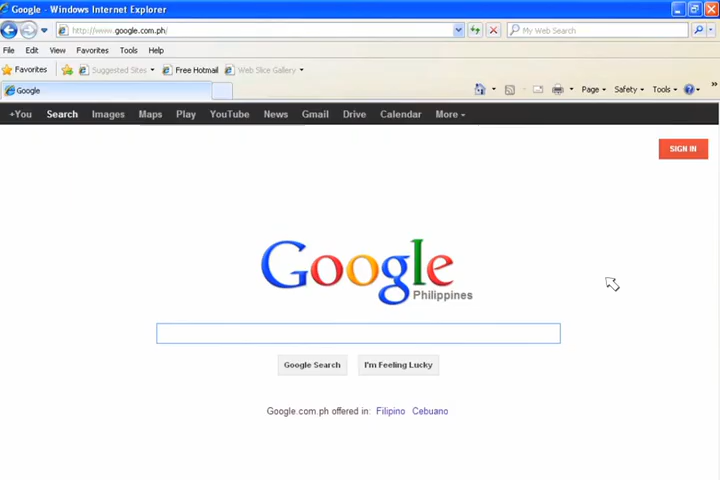 Google - Windows Internet Explorer
http://www.google.com.ph/
My Web Search
File Edit View Favorites Tools Help
Favorites Suggested Sites Free Hotmail Web Slice Gallery
Google
Page Safety Tools
+You Search Images Maps Play YouTube News Gmail Drive Calendar More
SIGN IN
Google
Philippines
Google Search I'm Feeling Lucky
Google.com.ph offered in: Filipino Cebuano